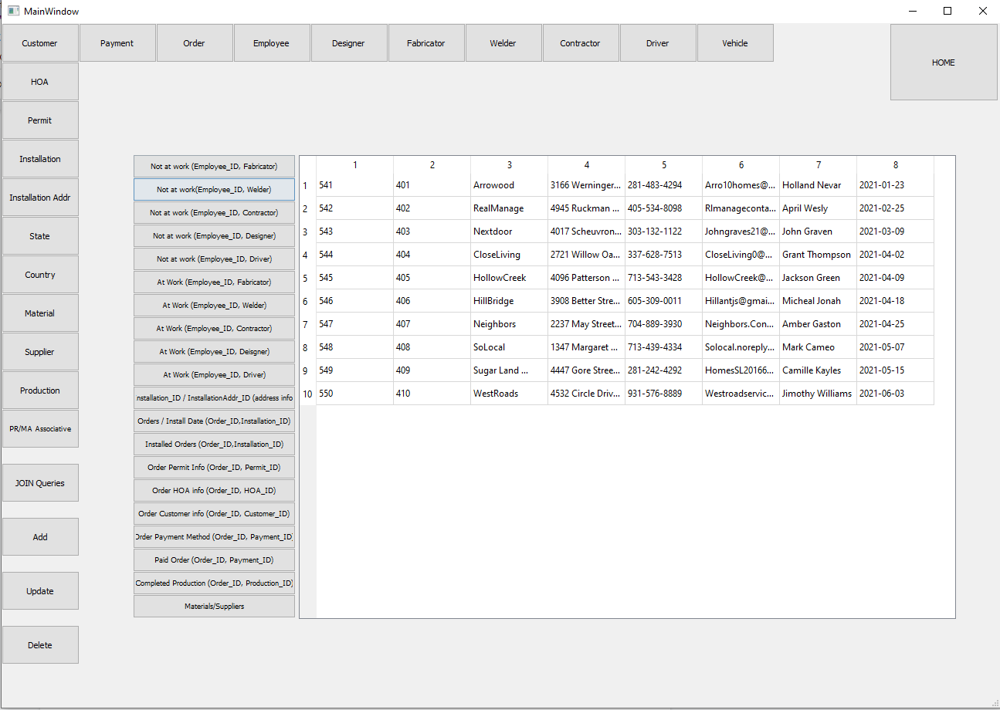 MainWindow
Customer Payment Order Employee Designer Fabricator Welder Contractor Driver Vehicle HOME
HOA
Permit
Installation
Installation Addr
State
Country
Material
Supplier
Production
PR/MA Associative
JOIN Queries
Add
Update
Delete
Not at work (Employee_ID, Fabricator)
Not at work(Employee_ID, Welder)
Not at work (Employee_ID, Contractor)
Not at work (Employee_ID, Designer)
Not at work (Employee_ID, Driver)
At Work (Employee_ID, Fabricator)
At Work (Employee_ID, Welder)
At Work (Employee_ID, Contractor)
At Work (Employee_ID, Deisgner)
At Work (Employee_ID, Driver)
nstallation_ID / InstallationAddr_ID (address info
Orders / Install Date (Order_ID,Installation_ID)
Installed Orders (Order_ID,Installation_ID)
Order Permit Info (Order_ID, Permit_ID)
Order HOA info (Order_ID, HOA_ID)
Order Customer info (Order_ID, Customer_ID)
Order Payment Method (Order_ID, Payment_ID)
Paid Order (Order_ID, Payment_ID)
Completed Production (Order_ID, Production_ID)
Materials/Suppliers
1 2 3 4 5 6 7 8
1 541 401 Arrowood 3166 Werninger... 281-483-4294 Arro10homes@... Holland Nevar 2021-01-23
2 542 402 RealManage 4945 Ruckman ... 405-534-8098 RImanageconta... April Wesly 2021-02-25
3 543 403 Nextdoor 4017 Scheuvron... 303-132-1122 Johngraves21@... John Graven 2021-03-09
4 544 404 CloseLiving 2721 Willow Oa... 337-628-7513 CloseLiving0@... Grant Thompson 2021-04-02
5 545 405 HollowCreek 4096 Patterson ... 713-543-3428 HollowCreek@... Jackson Green 2021-04-09
6 546 406 HillBridge 3908 Better Stre... 605-309-0011 Hillantjs@gmai... Micheal Jonah 2021-04-18
7 547 407 Neighbors 2237 May Street... 704-889-3930 Neighbors.Con... Amber Gaston 2021-04-25
8 548 408 SoLocal 1347 Margaret ... 713-439-4334 Solocal.noreply... Mark Cameo 2021-05-07
9 549 409 Sugar Land ... 4447 Gore Stree... 281-242-4292 HomesSL20166... Camille Kayles 2021-05-15
10 550 410 WestRoads 4532 Circle Driv... 931-576-8889 Westroadservic... Jimothy Williams 2021-06-03